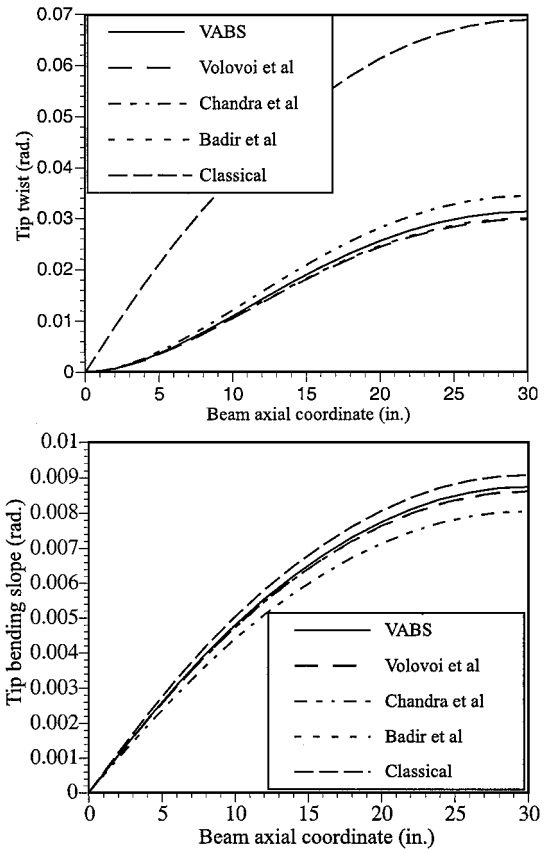 0.07
0.06
0.05
0.04
0.03
0.02
0.01
0
Tip twist (rad.)
VABS
Volovoi et al
Chandra et al
Badir et al
Classical
0 5 10 15 20 25 30
Beam axial coordinate (in.)
0.01
0.009
0.008
0.007
0.006
0.005
0.004
0.003
0.002
0.001
0
Tip bending slope (rad.)
VABS
Volovoi et al
Chandra et al
Badir et al
Classical
0 5 10 15 20 25 30
Beam axial coordinate (in.)